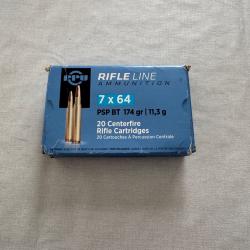 PPU
RIFLE LINE
AMMUNITION
7 x 64
PSP BT 174 gr | 11,3 g
20 Centerfire
Rifle Cartridges
20 Cartouches À Percussion Centrale